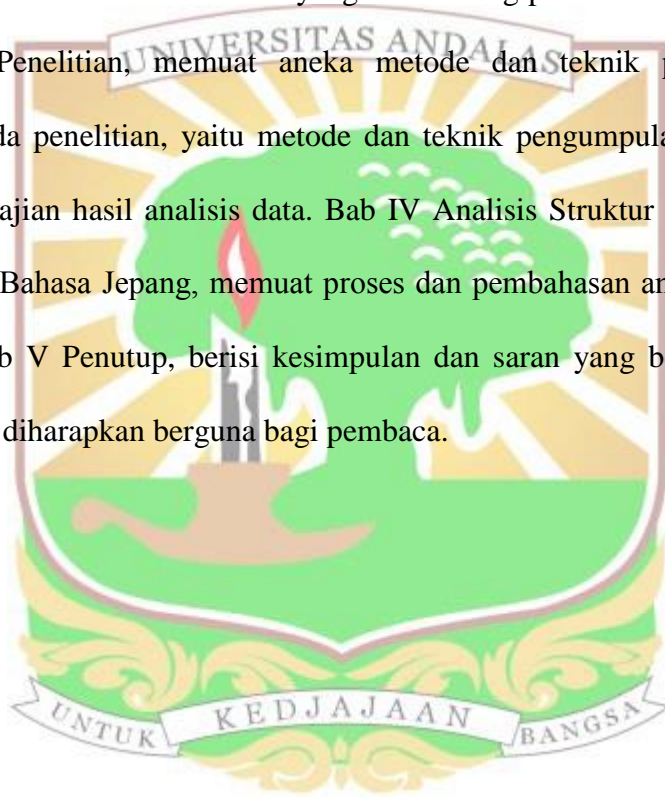 yang
UNIVERSITAS ANDALAS
Penelitian, memuat aneka metode dan teknik p
da penelitian, yaitu metode dan teknik pengumpula
ajian hasil analisis data. Bab IV Analisis Struktur
Bahasa Jepang, memuat proses dan pembahasan an
b V Penutup, berisi kesimpulan dan saran yang b
diharapkan berguna bagi pembaca.
UNTUK KEDJAJAAN BANGSA